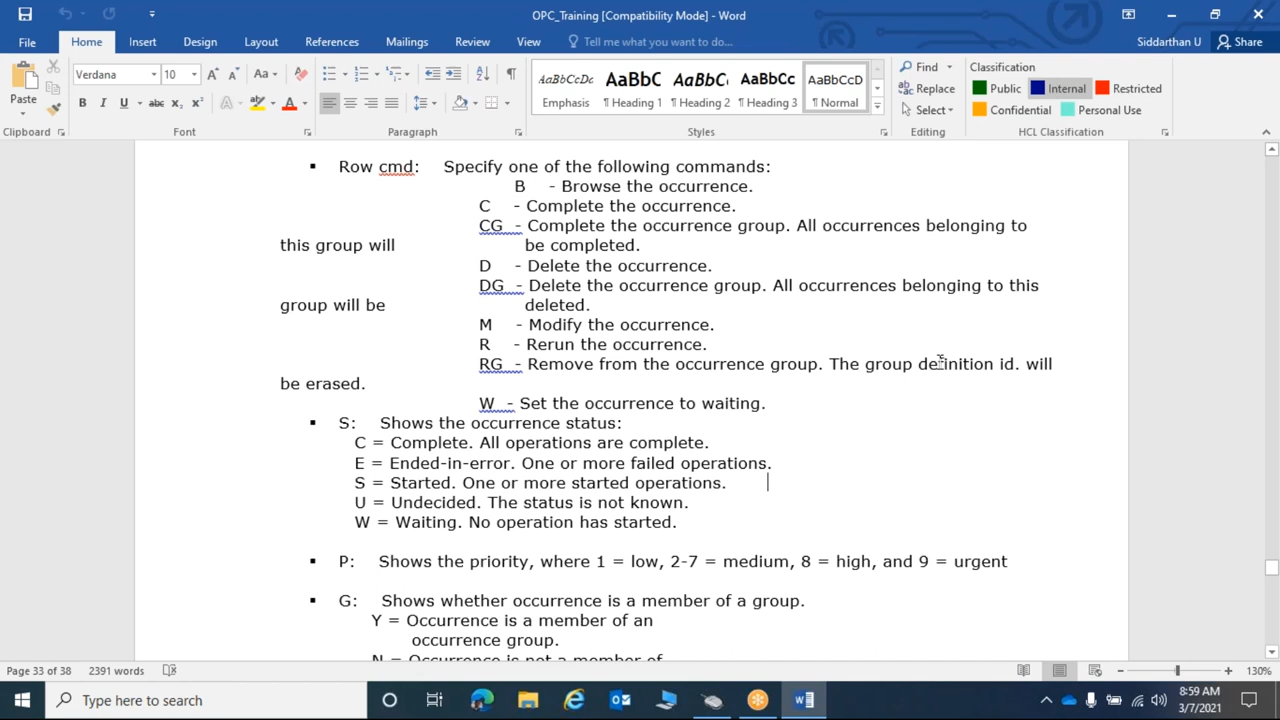 OPC_Training [Compatibility Mode] - Word
File Home Insert Design Layout References Mailings Review View Tell me what you want to do... Siddarthan U Share
Verdana 10 Aa AaBbCcDc AaBbC AaBbCc AaBbCc AaBbCcD Find Classification
Paste B I U abc x₂ x² A A Emphasis ¶ Heading 1 ¶ Heading 2 ¶ Heading 3 ¶ Normal Replace Public Internal Restricted
Select Confidential Personal Use
Clipboard Font Paragraph Styles Editing HCL Classification
▪ Row cmd: Specify one of the following commands:
B - Browse the occurrence.
C - Complete the occurrence.
CG - Complete the occurrence group. All occurrences belonging to
this group will be completed.
D - Delete the occurrence.
DG - Delete the occurrence group. All occurrences belonging to this
group will be deleted.
M - Modify the occurrence.
R - Rerun the occurrence.
RG - Remove from the occurrence group. The group definition id. will
be erased.
W - Set the occurrence to waiting.
▪ S: Shows the occurrence status:
C = Complete. All operations are complete.
E = Ended-in-error. One or more failed operations.
S = Started. One or more started operations.
U = Undecided. The status is not known.
W = Waiting. No operation has started.
▪ P: Shows the priority, where 1 = low, 2-7 = medium, 8 = high, and 9 = urgent
▪ G: Shows whether occurrence is a member of a group.
Y = Occurrence is a member of an
occurrence group.
N = Occurrence is not a member of
Page 33 of 38 2391 words 130%
Type here to search 8:59 AM
3/7/2021